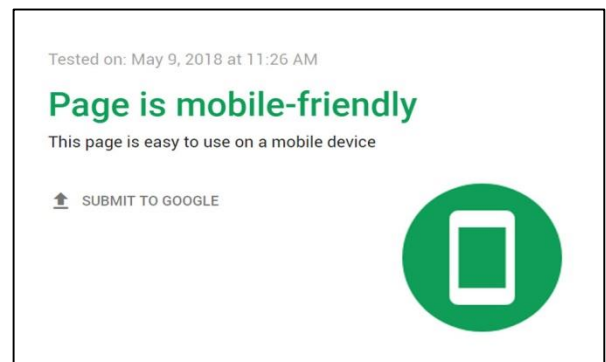 Tested on: May 9, 2018 at 11:26 AM
Page is mobile-friendly
This page is easy to use on a mobile device
SUBMIT TO GOOGLE